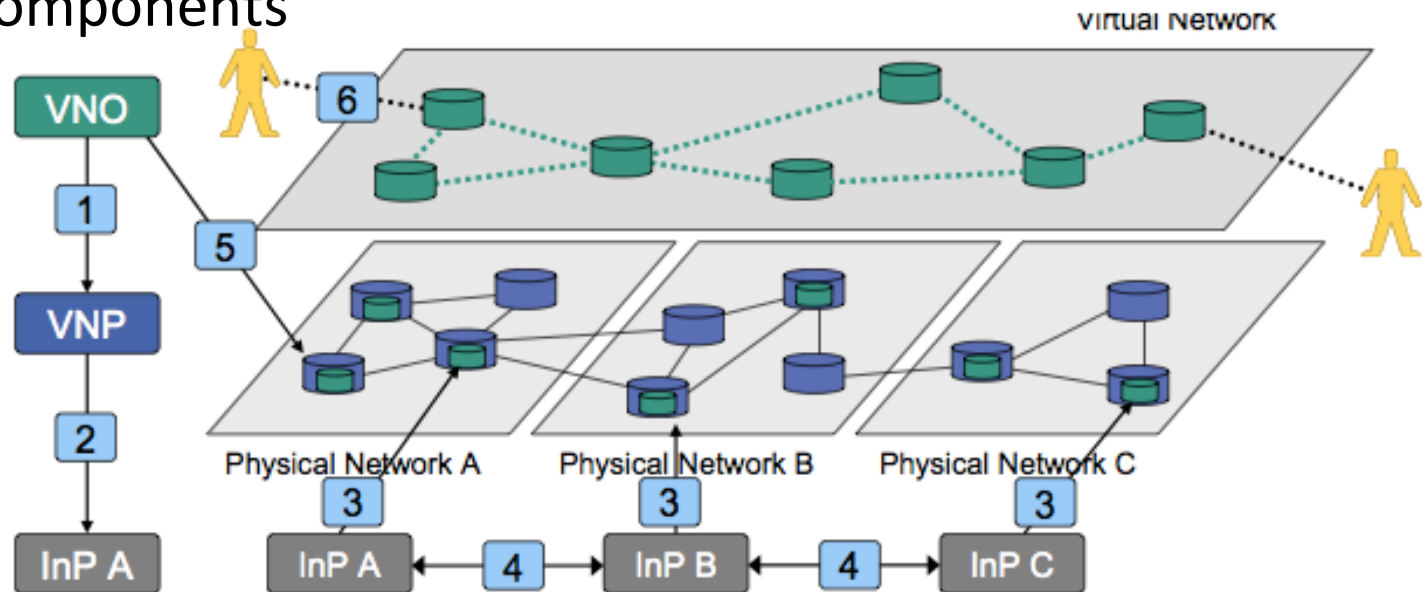 omponents
Virtual Network
VNO
6
1
5
VNP
2
Physical Network A
Physical Network B
Physical Network C
3
3
3
InP A
InP A
4
InP B
4
InP C